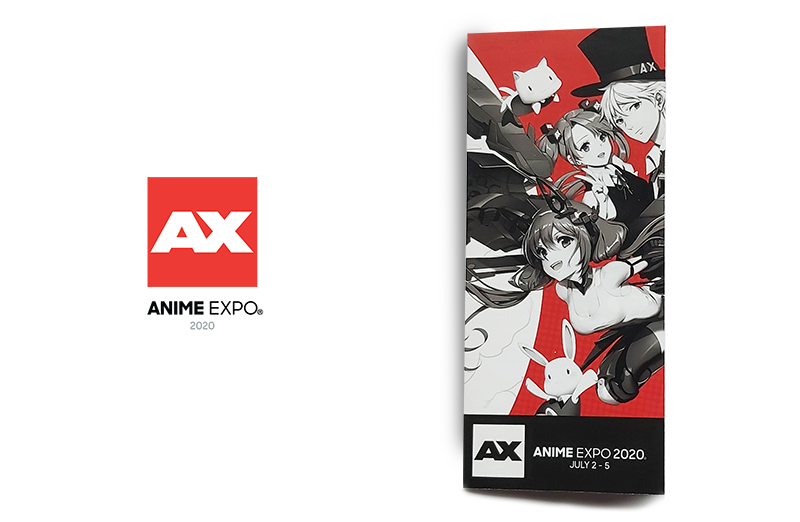 AX
ANIME EXPO®
2020
AX
AX
ANIME EXPO 2020®
JULY 2 - 5